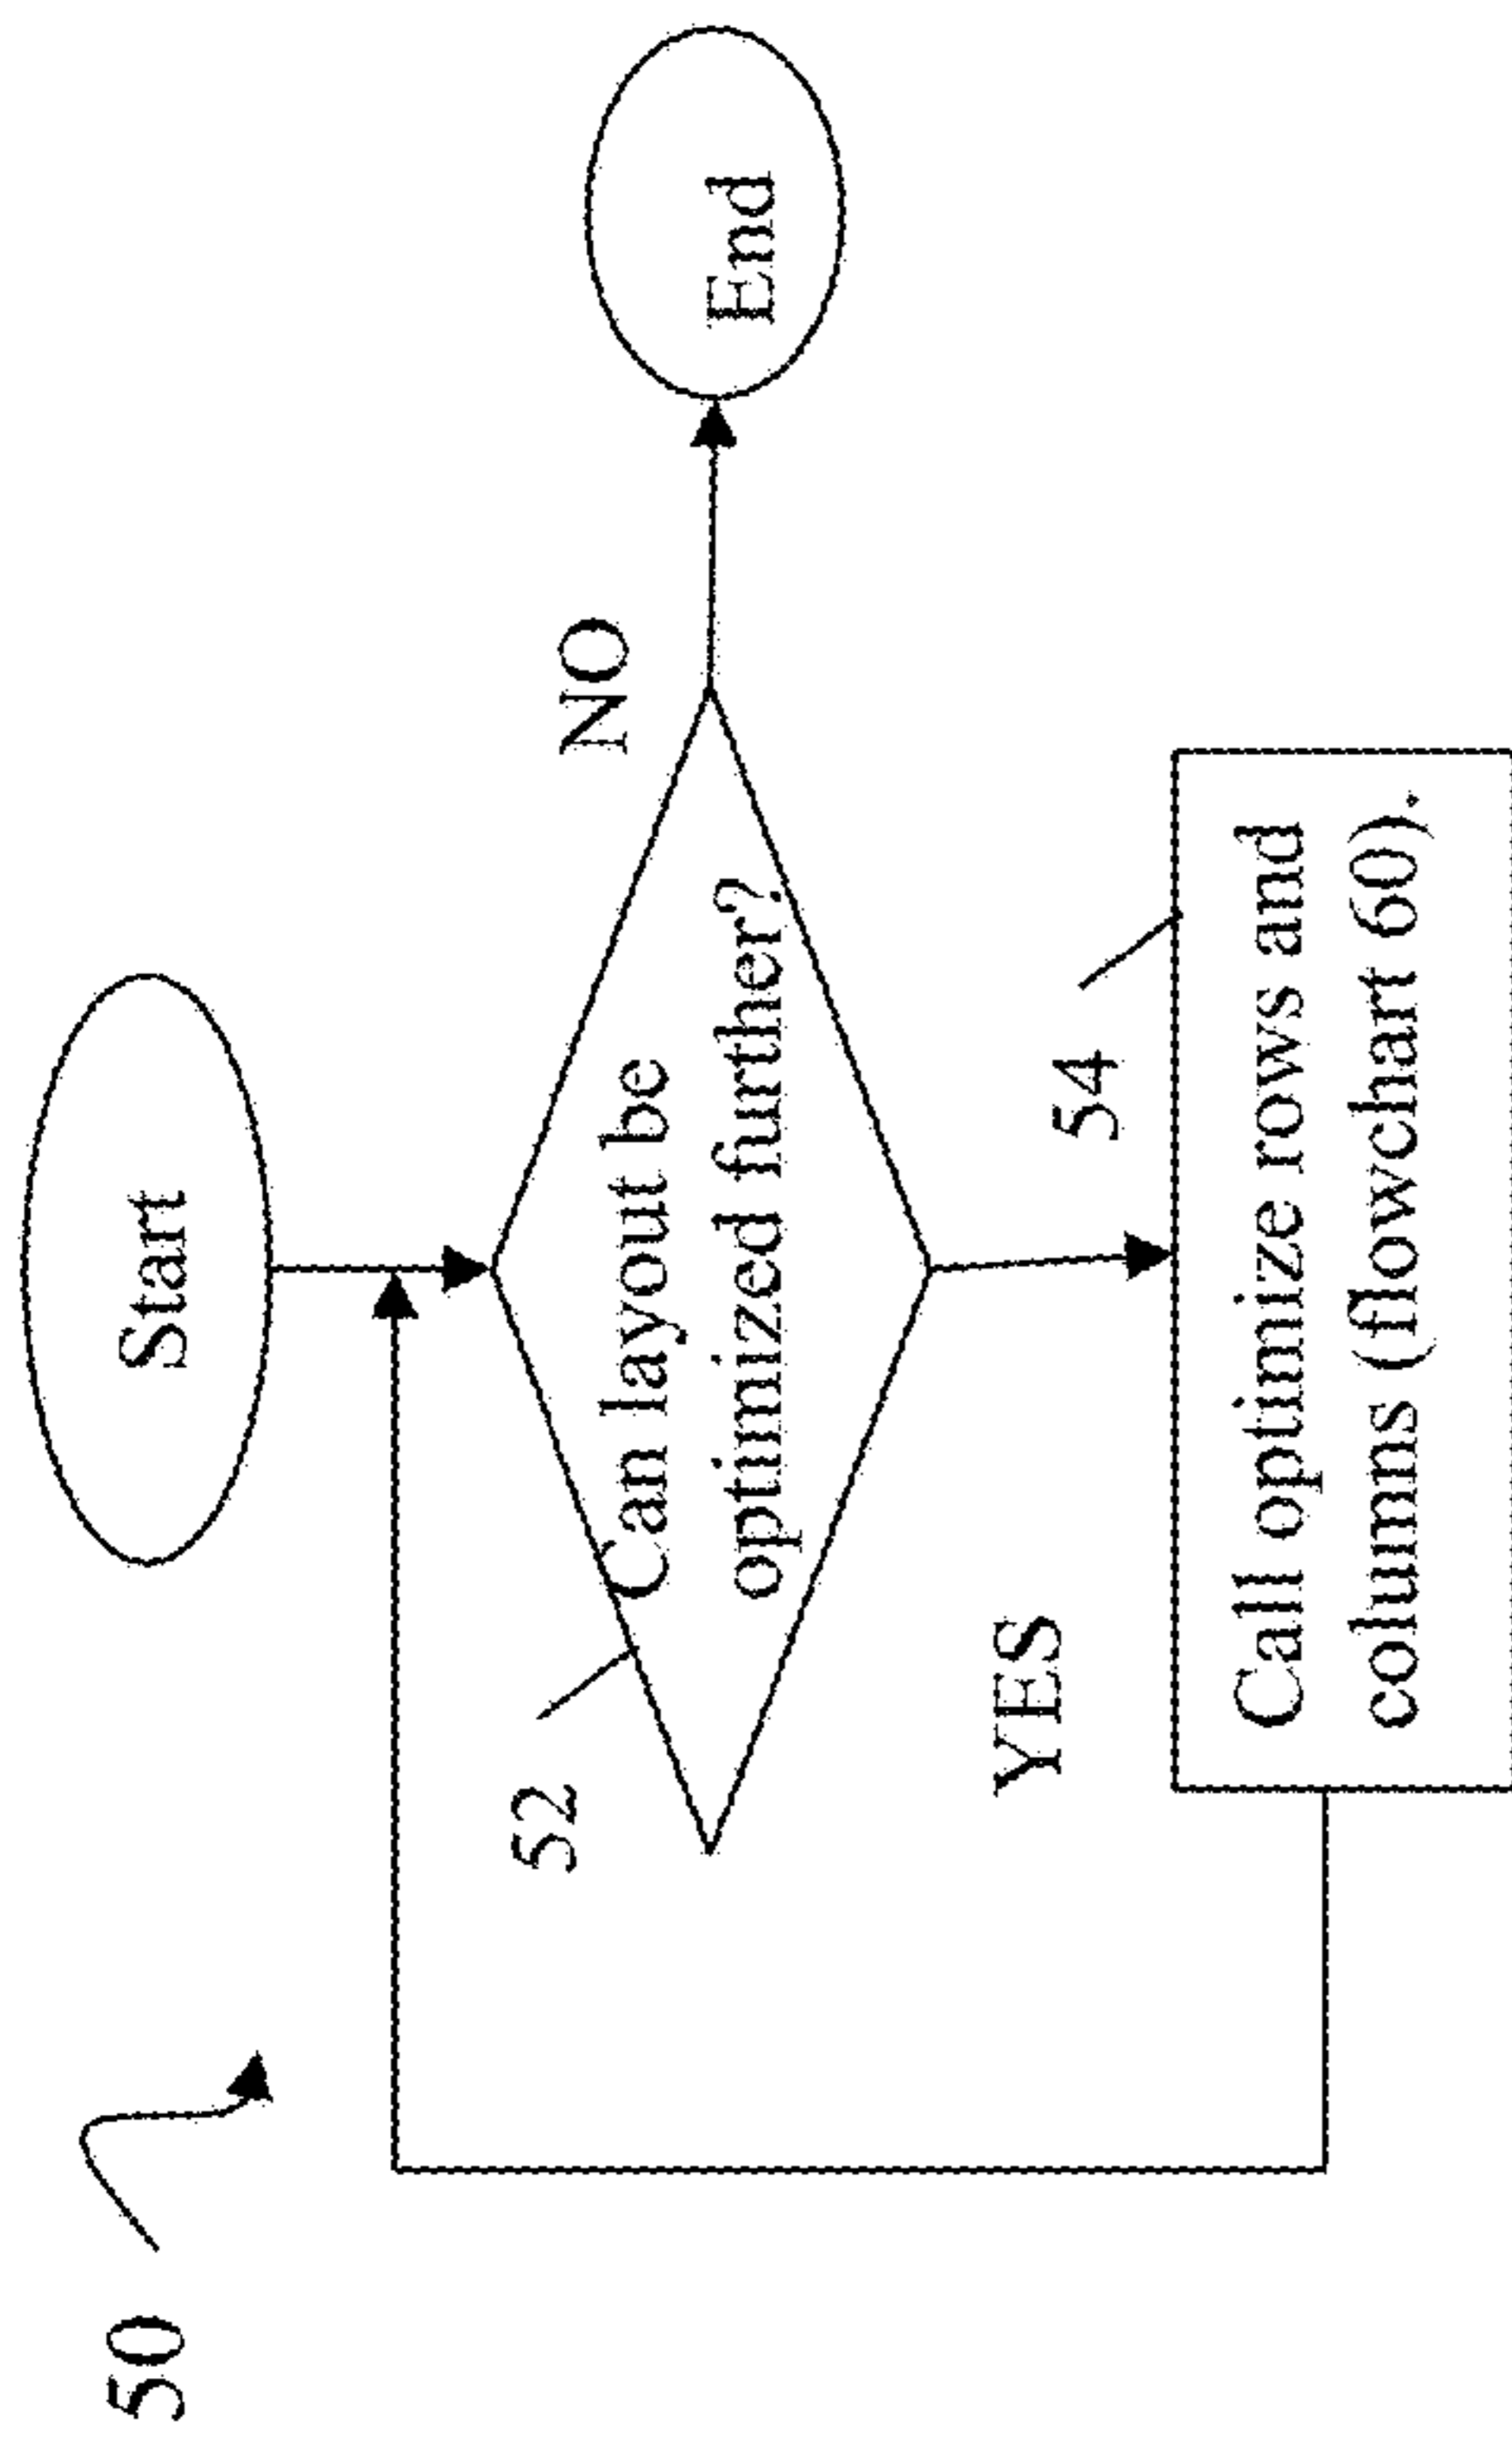 50
Start
52
Can layout be
optimized further?
NO
End
YES
54
Call optimize rows and
columns (flowchart 60).